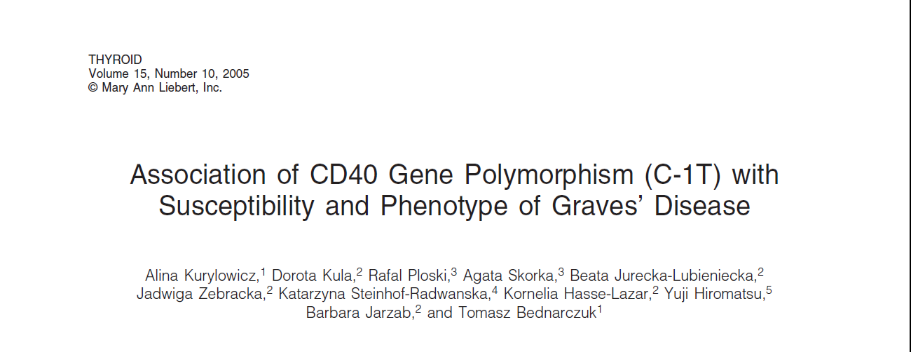 THYROID
Volume 15, Number 10, 2005
© Mary Ann Liebert, Inc.
Association of CD40 Gene Polymorphism (C-1T) with
Susceptibility and Phenotype of Graves’ Disease
Alina Kurylowicz,1 Dorota Kula,2 Rafal Ploski,3 Agata Skorka,3 Beata Jurecka-Lubieniecka,2
Jadwiga Zebracka,2 Katarzyna Steinhof-Radwanska,4 Kornelia Hasse-Lazar,2 Yuji Hiromatsu,5
Barbara Jarzab,2 and Tomasz Bednarczuk1